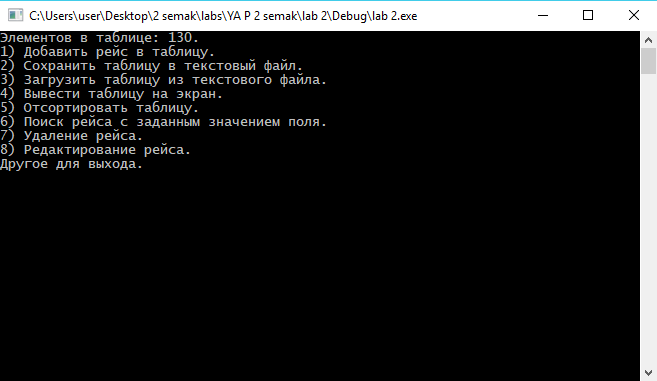 C:\Users\user\Desktop\2 semak\labs\YA P 2 semak\lab 2\Debug\lab 2.exe
Элементов в таблице: 130.
1) Добавить рейс в таблицу.
2) Сохранить таблицу в текстовый файл.
3) Загрузить таблицу из текстового файла.
4) Вывести таблицу на экран.
5) Отсортировать таблицу.
6) Поиск рейса с заданным значением поля.
7) Удаление рейса.
8) Редактирование рейса.
Другое для выхода.